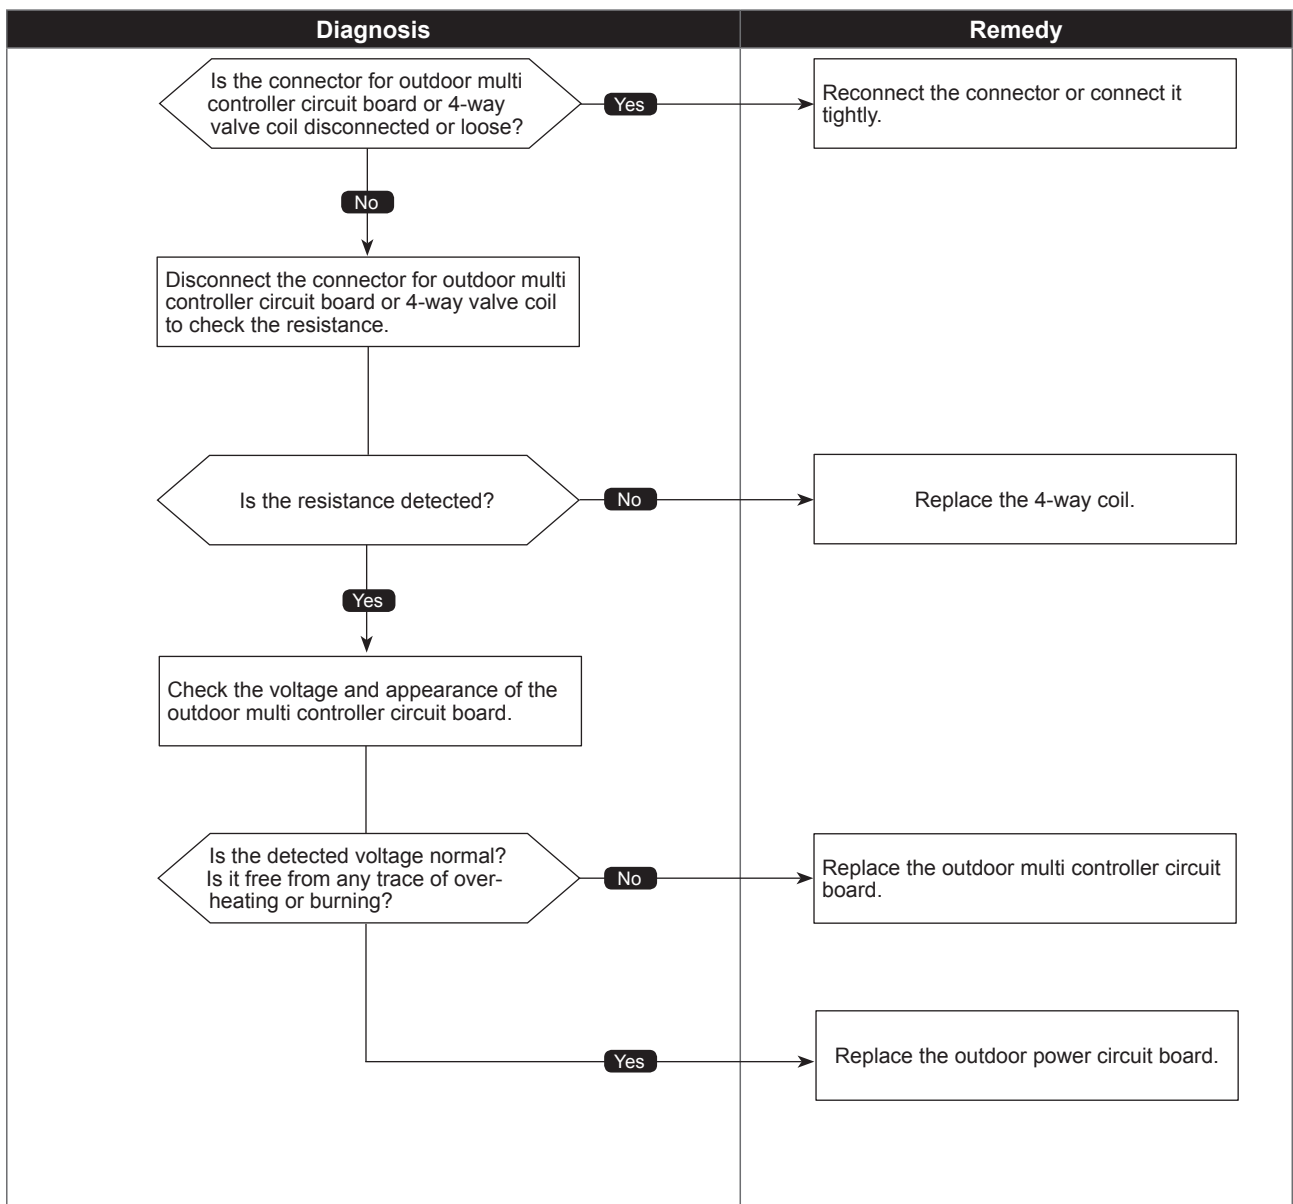 Diagnosis
Remedy
Is the connector for outdoor multi
controller circuit board or 4-way
valve coil disconnected or loose?
Yes
Reconnect the connector or connect it
tightly.
No
Disconnect the connector for outdoor multi
controller circuit board or 4-way valve coil
to check the resistance.
Is the resistance detected?
No
Replace the 4-way coil.
Yes
Check the voltage and appearance of the
outdoor multi controller circuit board.
Is the detected voltage normal?
Is it free from any trace of over-
heating or burning?
No
Replace the outdoor multi controller circuit
board.
Yes
Replace the outdoor power circuit board.